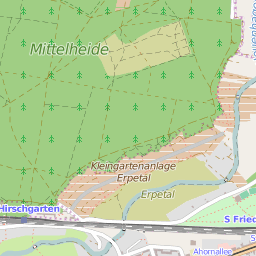 Mittelheide
Kleingartenanlage
Erpetal
Erpetal
Hirschgarten
S Fried
Ahornallee